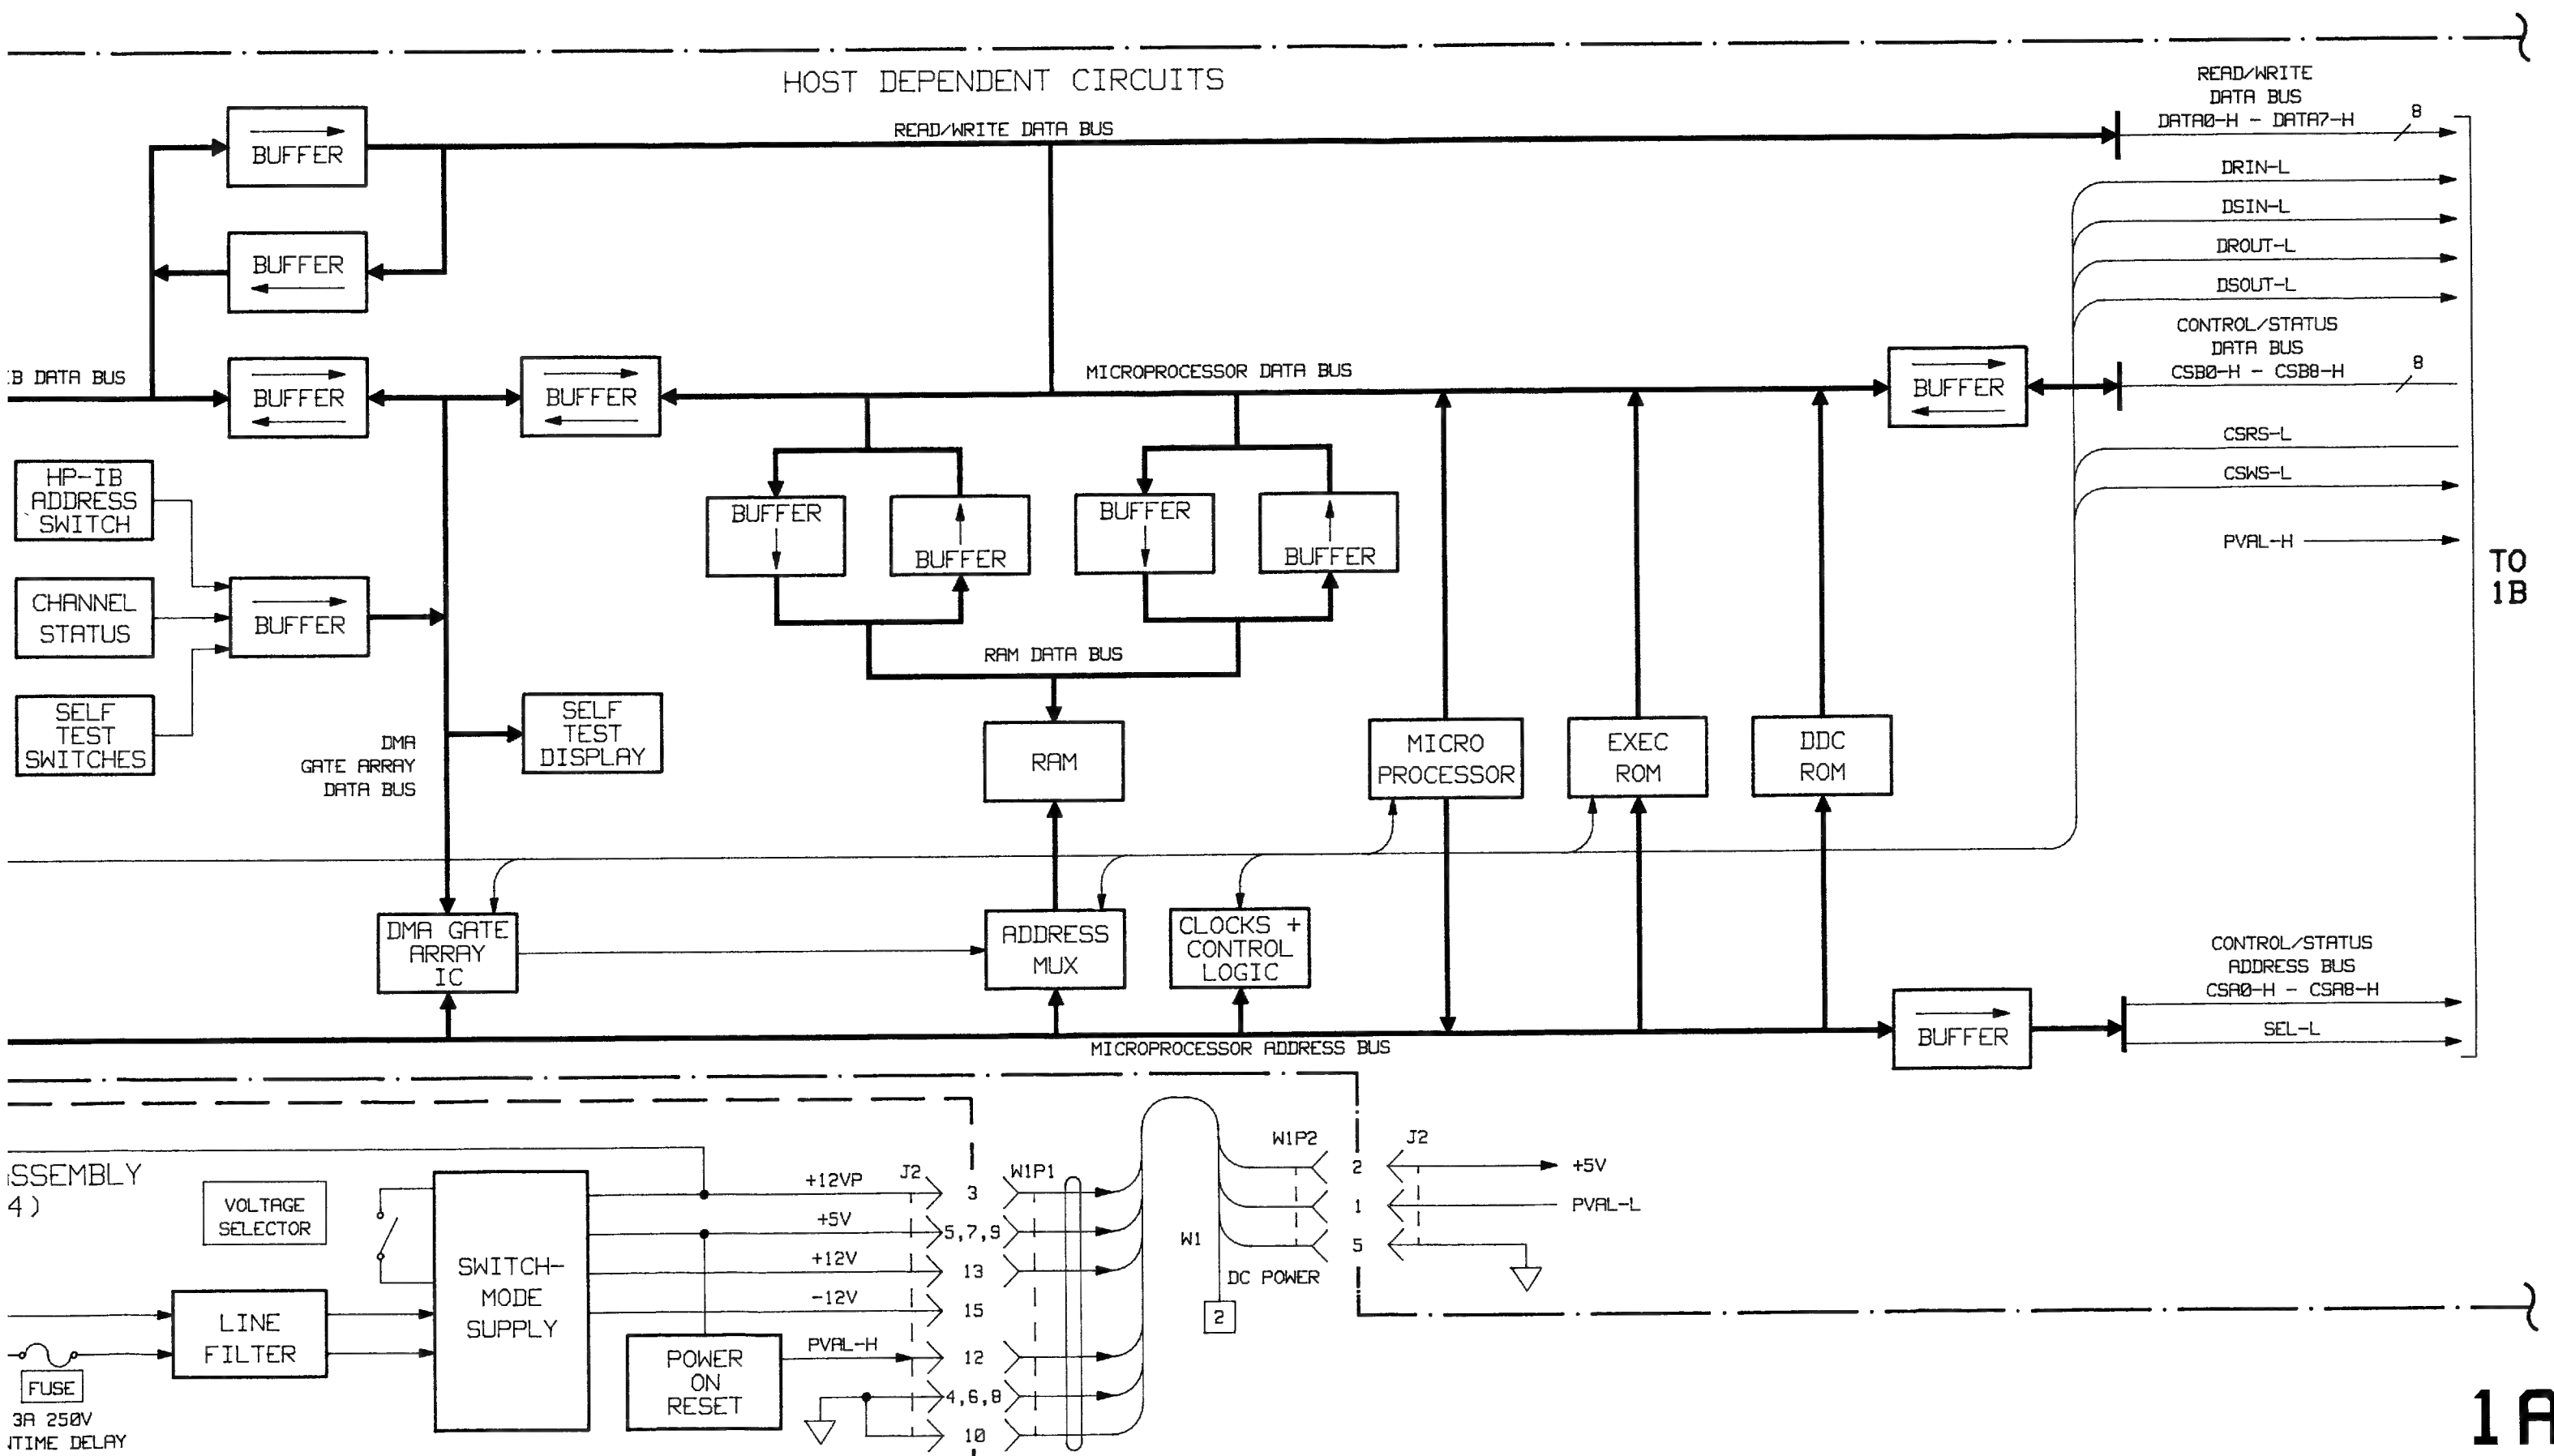 HOST DEPENDENT CIRCUITS
READ/WRITE
DATA BUS
DATA0-H - DATA7-H
8
READ/WRITE DATA BUS
BUFFER
DRIN-L
DSIN-L
BUFFER
DROUT-L
DSOUT-L
CONTROL/STATUS
DATA BUS
CSB0-H - CSB8-H
8
IB DATA BUS
BUFFER
BUFFER
MICROPROCESSOR DATA BUS
BUFFER
CSRS-L
CSWS-L
PVAL-H
TO
1B
HP-IB
ADDRESS
SWITCH
BUFFER
BUFFER
BUFFER
BUFFER
CHANNEL
STATUS
BUFFER
RAM DATA BUS
SELF
TEST
SWITCHES
DMA
GATE ARRAY
DATA BUS
SELF
TEST
DISPLAY
RAM
MICRO
PROCESSOR
EXEC
ROM
DDC
ROM
DMA GATE
ARRAY
IC
ADDRESS
MUX
CLOCKS +
CONTROL
LOGIC
CONTROL/STATUS
ADDRESS BUS
CSA0-H - CSA8-H
SEL-L
BUFFER
MICROPROCESSOR ADDRESS BUS
SSEMBLY
4)
VOLTAGE
SELECTOR
SWITCH-
MODE
SUPPLY
LINE
FILTER
FUSE
3A 250V
TIME DELAY
POWER
ON
RESET
J2
W1P1
+12VP
3
+5V
5,7,9
+12V
13
-12V
15
PVAL-H
12
4,6,8
10
W1
2
W1P2
J2
2
+5V
1
PVAL-L
5
DC POWER
1A